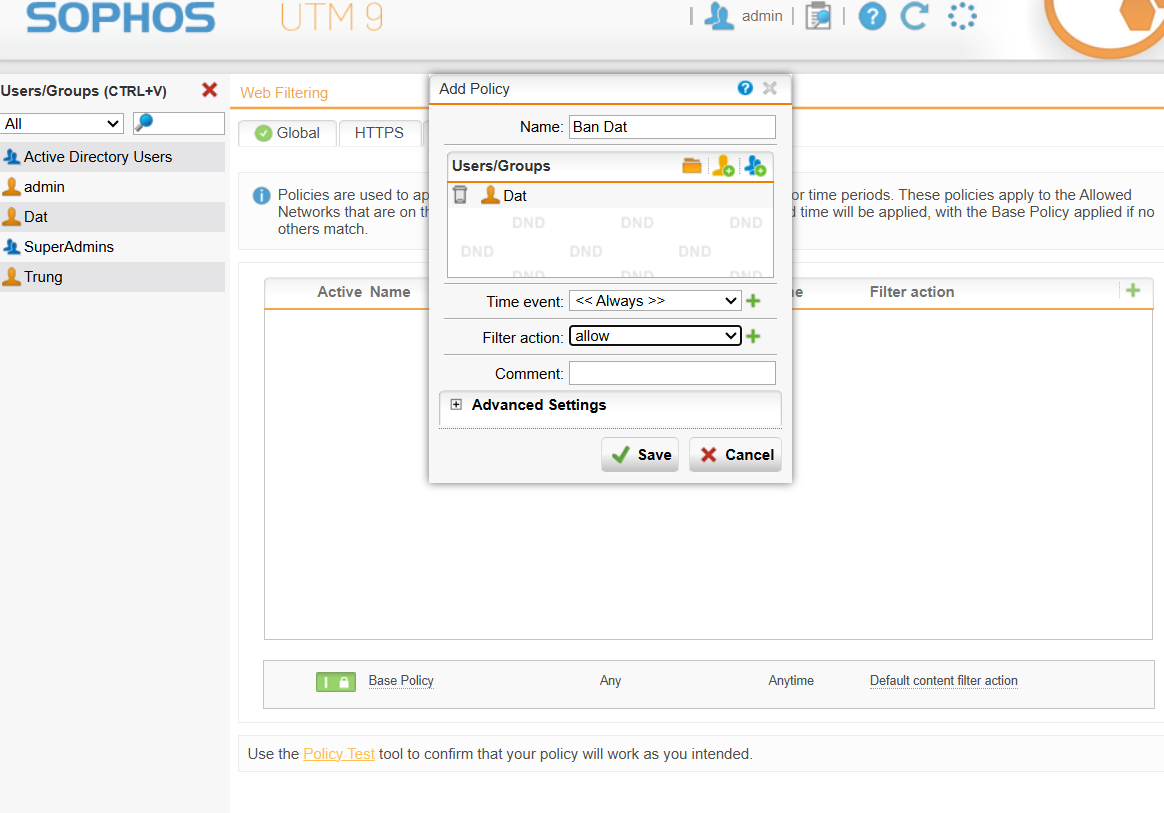 SOPHOS UTM 9
admin
Users/Groups (CTRL+V)
All
Active Directory Users
admin
Dat
SuperAdmins
Trung
Web Filtering
Global
HTTPS
Policies are used to ap
or time periods. These policies apply to the Allowed
Networks that are on th
d time will be applied, with the Base Policy applied if no
others match.
Active Name
me
Filter action
Add Policy
Name: Ban Dat
Users/Groups
Dat
DND DND DND
DND DND DND
DND DND DND
Time event: << Always >>
Filter action: allow
Comment:
Advanced Settings
Save
Cancel
Base Policy
Any
Anytime
Default content filter action
Use the Policy Test tool to confirm that your policy will work as you intended.